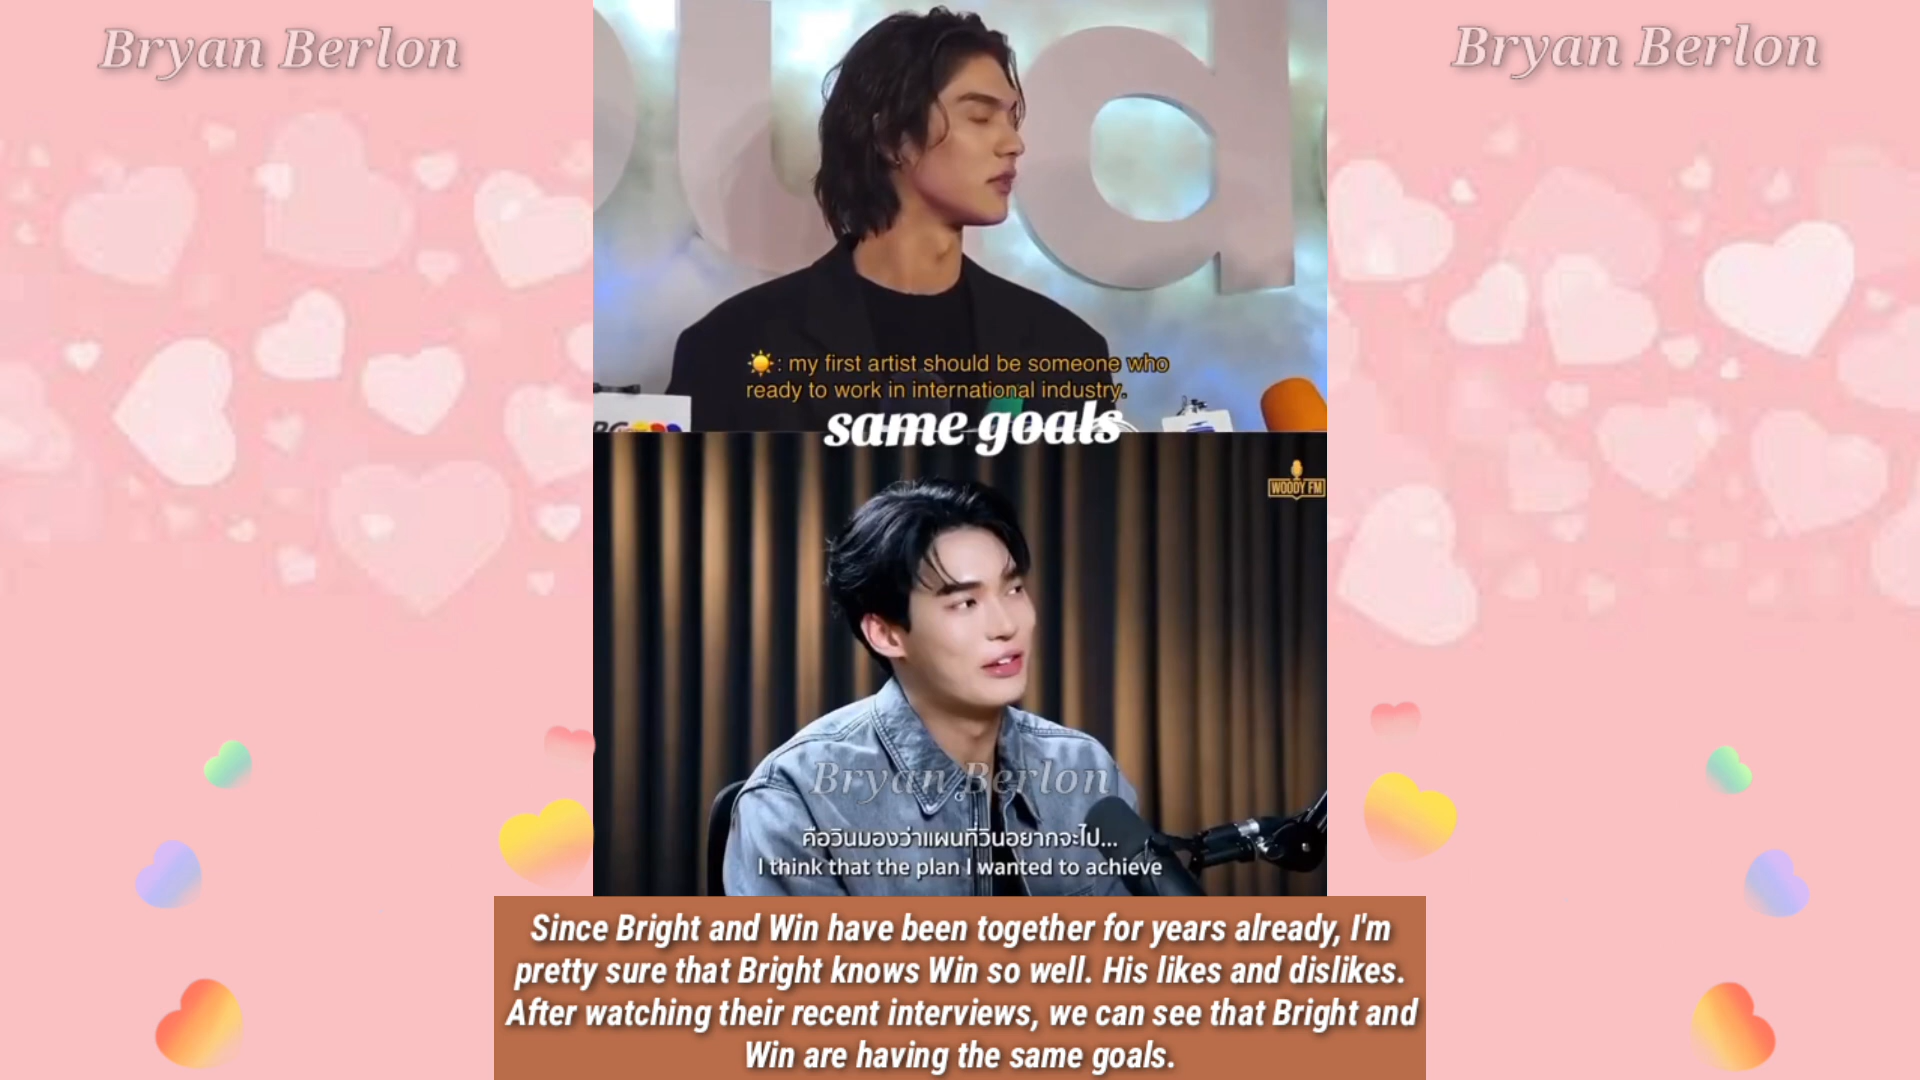 Bryan Berlon
Bryan Berlon
: my first artist should be someone who
ready to work in international industry.
same goals
WOODY FM
Bryan Berlon
คือวินมองว่าแผนที่วินอยากจะไป...
I think that the plan I wanted to achieve
Since Bright and Win have been together for years already, I'm
pretty sure that Bright knows Win so well. His likes and dislikes.
After watching their recent interviews, we can see that Bright and
Win are having the same goals.